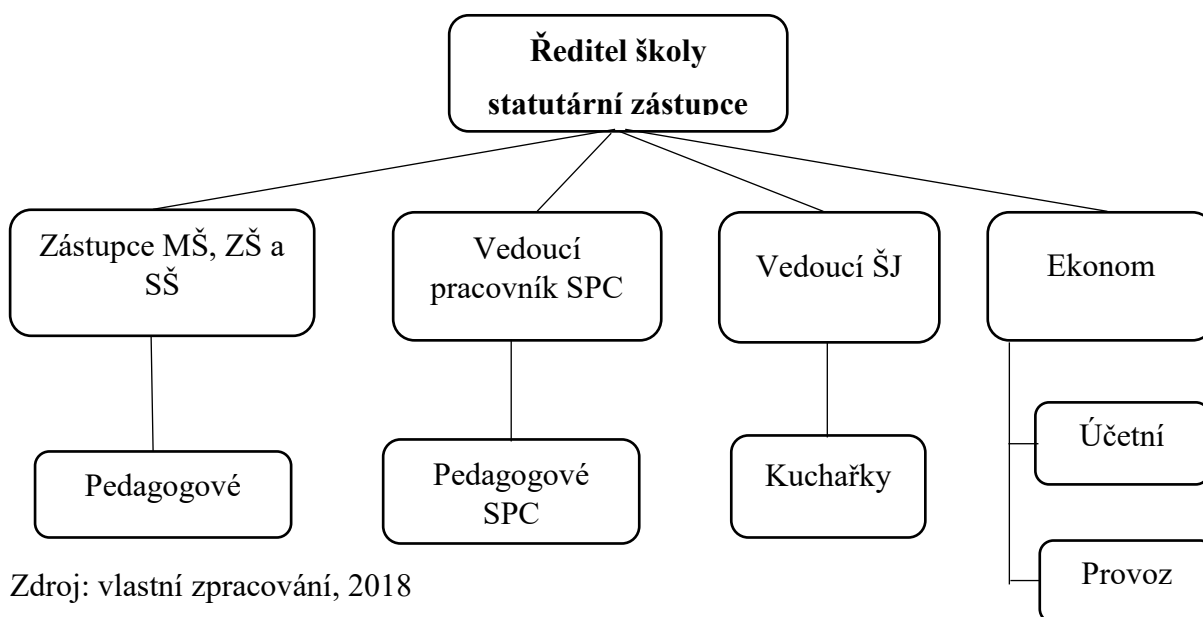 Ředitel školy
statutární zástupce
Zástupce MŠ, ZŠ a
SŠ
Vedoucí
pracovník SPC
Vedoucí ŠJ
Ekonom
Pedagogové
Pedagogové
SPC
Kuchařky
Účetní
Provoz
Zdroj: vlastní zpracování, 2018